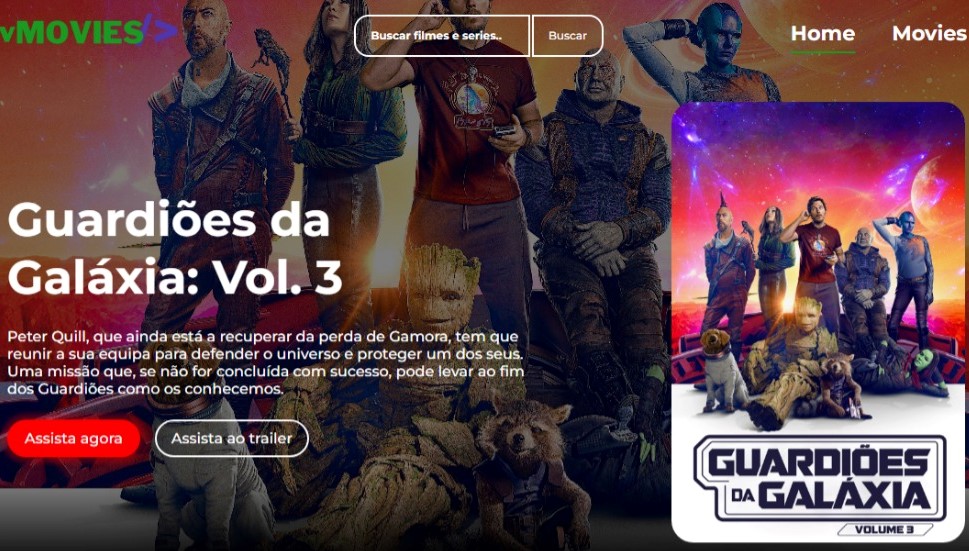 vMOVIES</>
Buscar filmes e series..
Buscar
Home
Movies
Guardiões da
Galáxia: Vol. 3
Peter Quill, que ainda está a recuperar da perda de Gamora, tem que
reunir a sua equipa para defender o universo e proteger um dos seus.
Uma missão que, se não for concluída com sucesso, pode levar ao fim
dos Guardiões como os conhecemos.
Assista agora
Assista ao trailer
GUARDIÕES
DA GALÁXIA
VOLUME 3